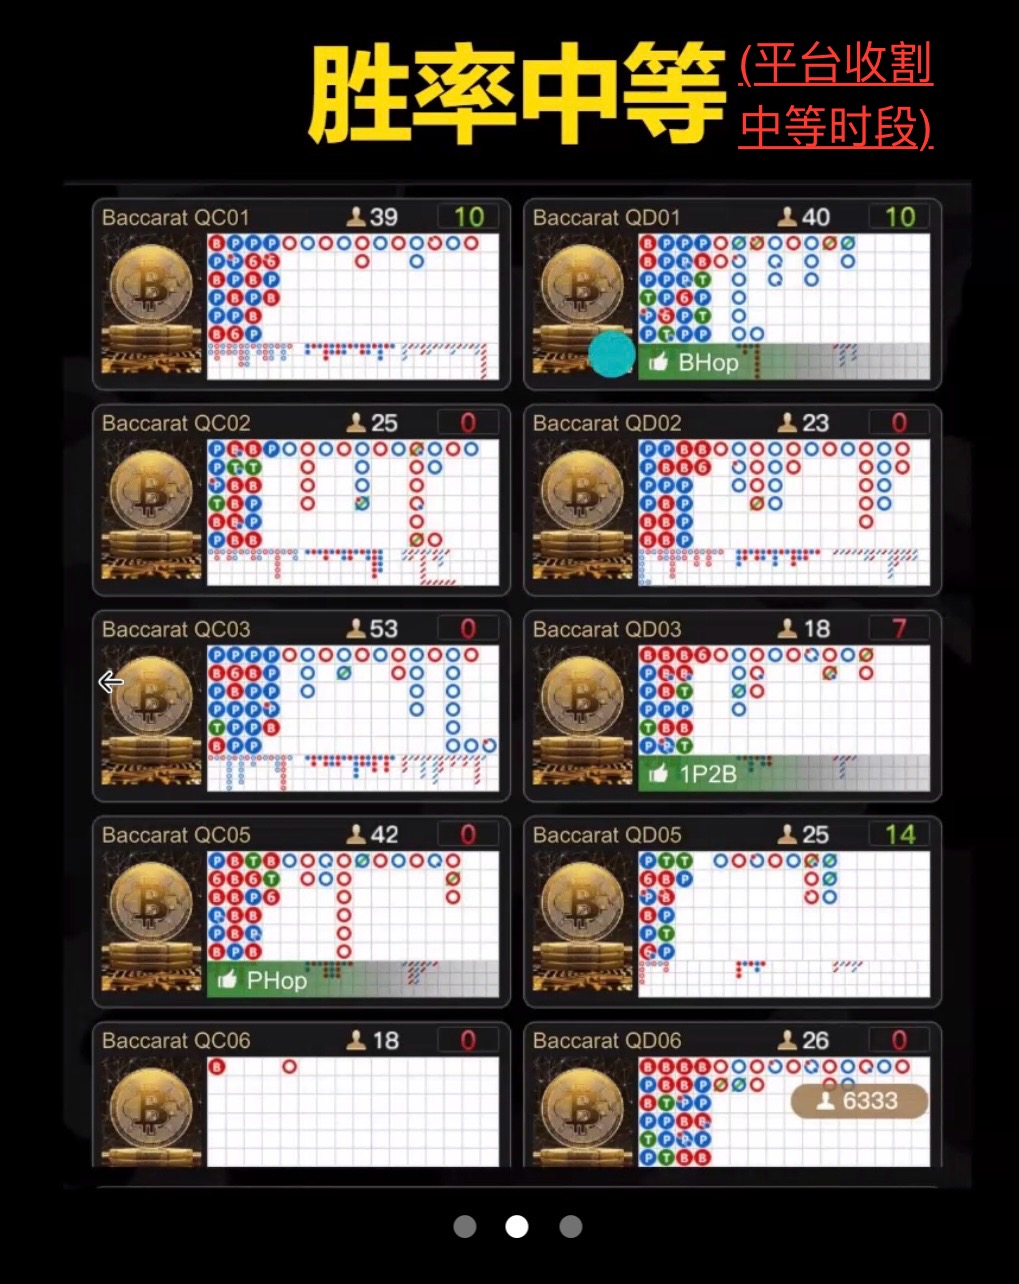 胜率中等
(平台收割
中等时段)
Baccarat QC01 39 10
Baccarat QD01 40 10
BHop
Baccarat QC02 25 0
Baccarat QD02 23 0
Baccarat QC03 53 0
Baccarat QD03 18 7
1P2B
Baccarat QC05 42 0
Baccarat QD05 25 14
PHop
Baccarat QC06 18 0
Baccarat QD06 26 0
6333